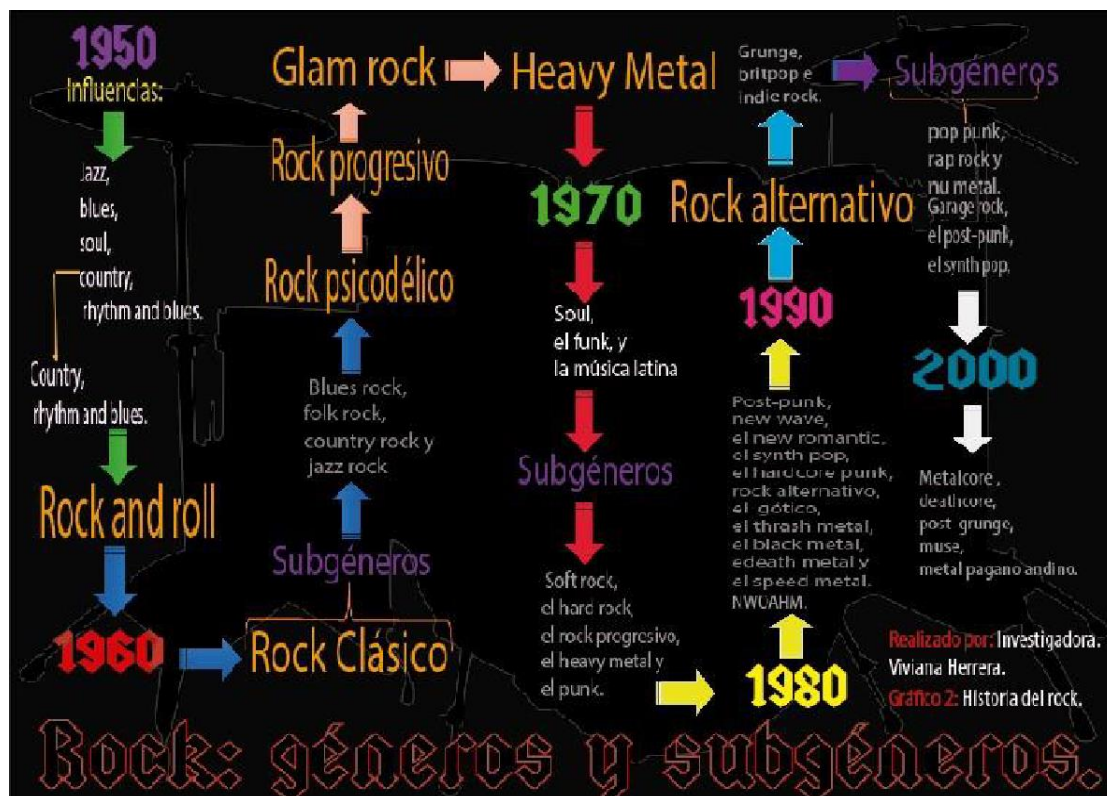 1950
Influencias:
Jazz,
blues,
soul,
country,
rhythm and blues.
Country,
rhythm and blues.
Rock and roll
1960
Rock Clásico
Subgéneros
Blues rock,
folk rock,
country rock y
jazz rock
Rock psicodélico
Rock progresivo
Glam rock
Heavy Metal
1970
Soul,
el funk, y
la música latina
Subgéneros
Soft rock,
el hard rock,
el rock progresivo,
el heavy metal y
el punk.
1980
Post-punk,
new wave,
el new romantic,
el synth pop,
el hardcore punk,
rock alternativo,
el gótico,
el thrash metal,
el black metal,
edeath metal y
el speed metal.
NWOAHM.
1990
Rock alternativo
Grunge,
britpop e
indie rock.
Subgéneros
pop punk,
rap rock y
nu metal.
Garage rock,
el post-punk,
el synth pop,
2000
Metalcore,
deathcore,
post-grunge,
muse,
metal pagano andino.
Realizado por: Investigadora.
Viviana Herrera.
Gráfico 2: Historia del rock.
Rock: géneros y subgéneros.